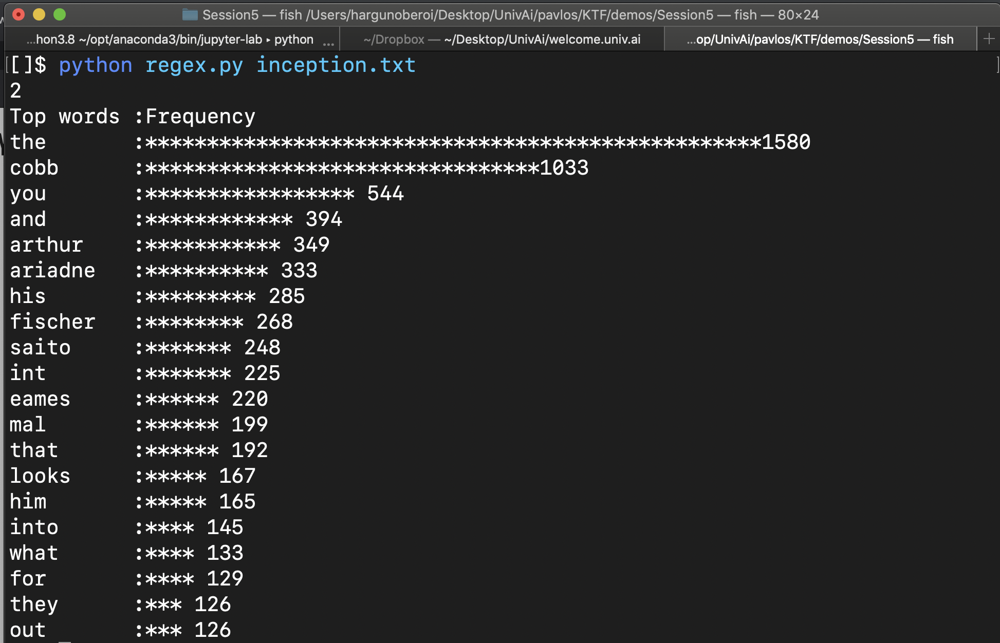 Session5 — fish /Users/hargunoberoi/Desktop/UnivAi/pavlos/KTF/demos/Session5 — fish — 80×24
...hon3.8 ~/opt/anaconda3/bin/jupyter-lab ▸ python ... ~/Dropbox — ~/Desktop/UnivAi/welcome.univ.ai ...op/UnivAi/pavlos/KTF/demos/Session5 — fish +
[[]$ python regex.py inception.txt ]
2
Top words :Frequency
the       :**************************************************1580
cobb      :********************************1033
you       :***************** 544
and       :************ 394
arthur    :*********** 349
ariadne   :********** 333
his       :********* 285
fischer   :******** 268
saito     :******* 248
int       :******* 225
eames     :****** 220
mal       :****** 199
that      :****** 192
looks     :***** 167
him       :***** 165
into      :**** 145
what      :**** 133
for       :**** 129
they      :*** 126
out       :*** 126